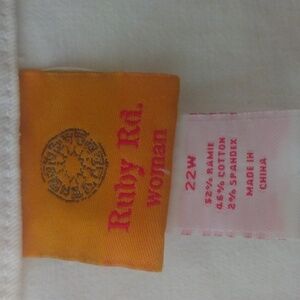 Ruby Rd.
woman
22W
52% RAMIE
46% COTTON
2% SPANDEX
MADE IN
CHINA